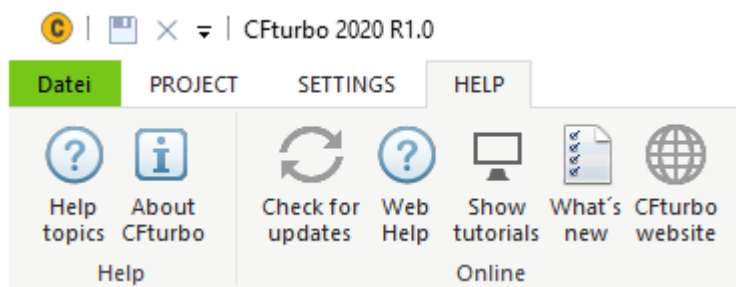 CFturbo 2020 R1.0
Datei PROJECT SETTINGS HELP
Help topics About CFturbo Check for updates Web Help Show tutorials What´s new CFturbo website
Help Online